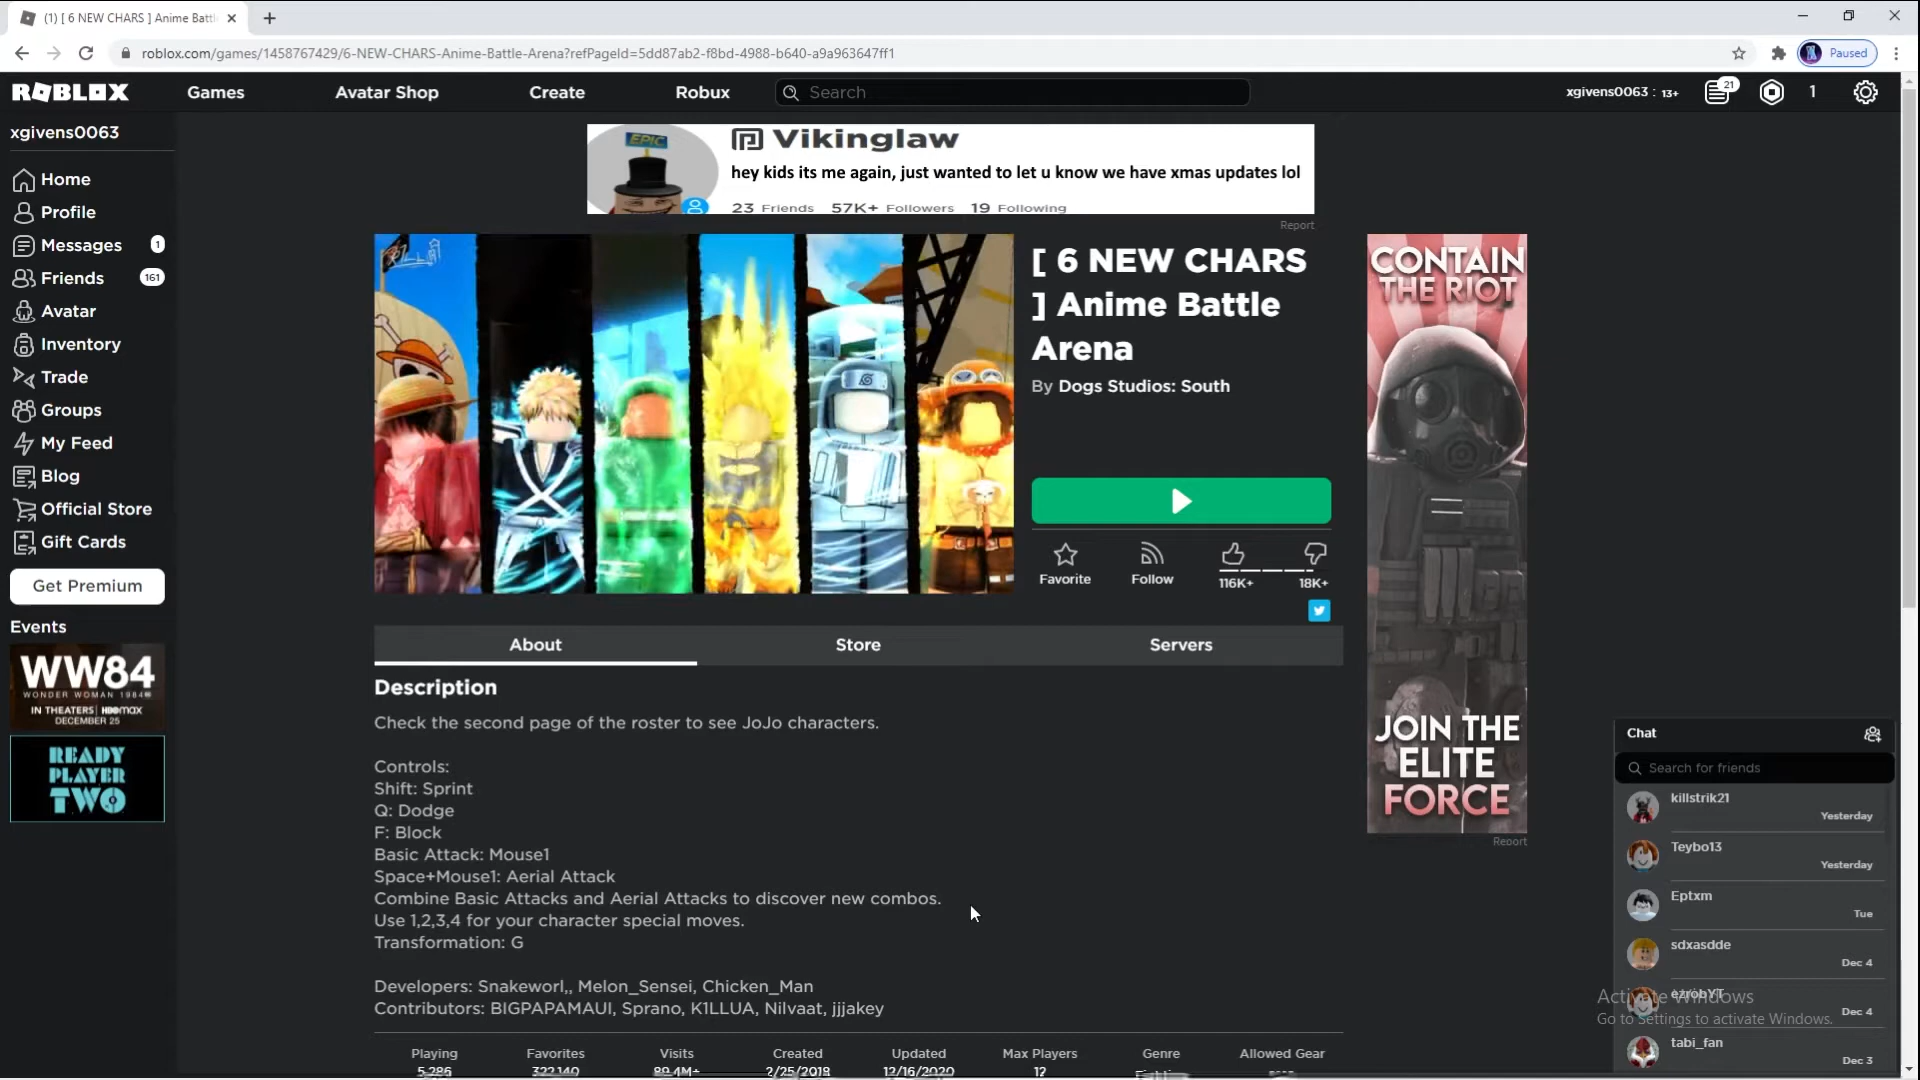 (1) [ 6 NEW CHARS ] Anime Battl
roblox.com/games/1458767429/6-NEW-CHARS-Anime-Battle-Arena?refPageId=5dd87ab2-f8bd-4988-b640-a9a963647ff1
Paused
ROBLOX
Games
Avatar Shop
Create
Robux
Search
xgivens0063 : 13+
21
1
xgivens0063
Home
Profile
Messages 1
Friends 161
Avatar
Inventory
Trade
Groups
My Feed
Blog
Official Store
Gift Cards
Get Premium
Events
WW84
WONDER WOMAN 1984
IN THEATERS | HBOmax
DECEMBER 25
READY
PLAYER
TWO
EPIC
Vikinglaw
hey kids its me again, just wanted to let u know we have xmas updates lol
23 Friends 57K+ Followers 19 Following
Report
[ 6 NEW CHARS
] Anime Battle
Arena
By Dogs Studios: South
Favorite
Follow
116K+
18K+
About
Store
Servers
Description
Check the second page of the roster to see JoJo characters.
Controls:
Shift: Sprint
Q: Dodge
F: Block
Basic Attack: Mouse1
Space+Mouse1: Aerial Attack
Combine Basic Attacks and Aerial Attacks to discover new combos.
Use 1,2,3,4 for your character special moves.
Transformation: G
Developers: Snakeworl,, Melon_Sensei, Chicken_Man
Contributors: BIGPAPAMAUI, Sprano, K1LLUA, Nilvaat, jjjakey
Playing Favorites Visits Created Updated Max Players Genre Allowed Gear
5,286 322,140 89.4M+ 2/25/2018 12/16/2020 12
CONTAIN
THE RIOT
JOIN THE
ELITE
FORCE
Report
Chat
Search for friends
killstrik21
Yesterday
Teybo13
Yesterday
Eptxm
Tue
sdxasdde
Dec 4
ezrobYT
Dec 4
tabi_fan
Dec 3
Activate Windows
Go to Settings to activate Windows.